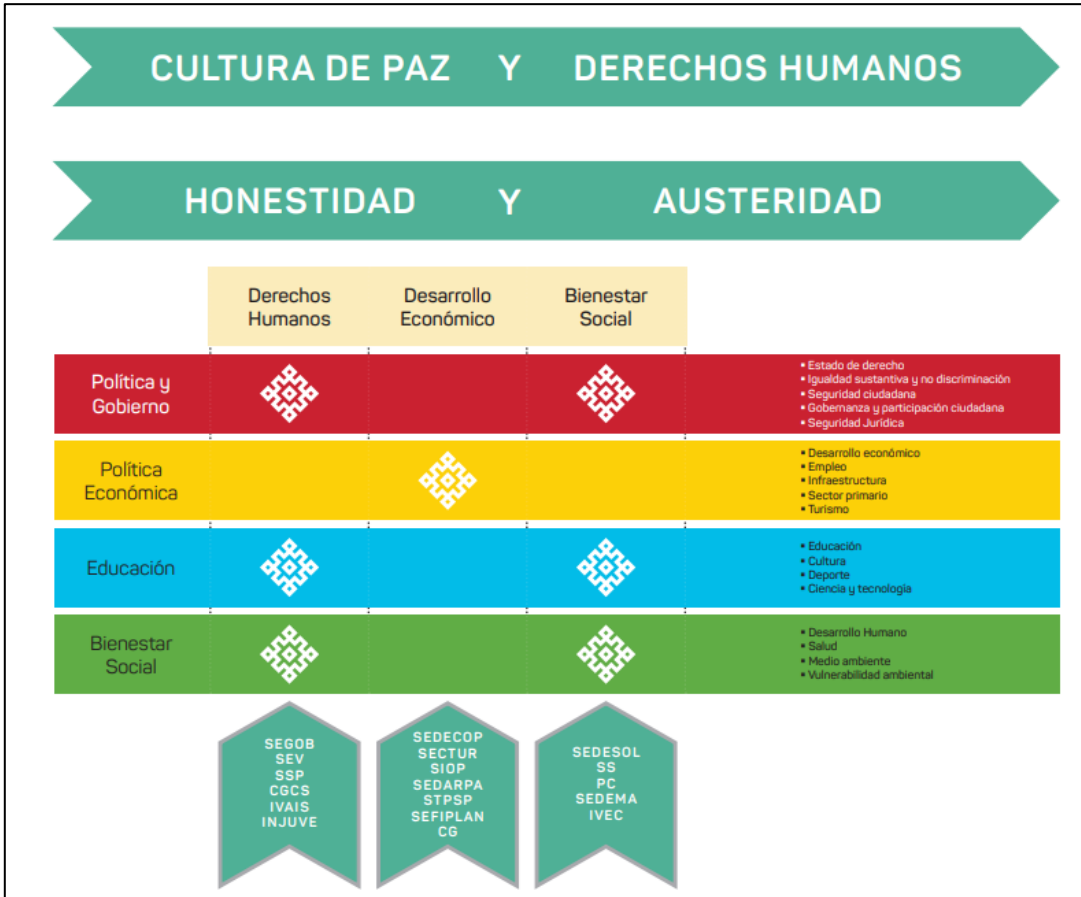 CULTURA DE PAZ Y DERECHOS HUMANOS
HONESTIDAD Y AUSTERIDAD
Derechos
Humanos
Desarrollo
Económico
Bienestar
Social
Política y
Gobierno
▪ Estado de derecho
▪ Igualdad sustantiva y no discriminación
▪ Seguridad ciudadana
▪ Gobernanza y participación ciudadana
▪ Seguridad Jurídica
Política
Económica
▪ Desarrollo económico
▪ Empleo
▪ Infraestructura
▪ Sector primario
▪ Turismo
Educación
▪ Educación
▪ Cultura
▪ Deporte
▪ Ciencia y tecnología
Bienestar
Social
▪ Desarrollo Humano
▪ Salud
▪ Medio ambiente
▪ Vulnerabilidad ambiental
SEGOB
SEV
SSP
CGCS
IVAIS
INJUVE
SEDECOP
SECTUR
SIOP
SEDARPA
STPSP
SEFIPLAN
CG
SEDESOL
SS
PC
SEDEMA
IVEC